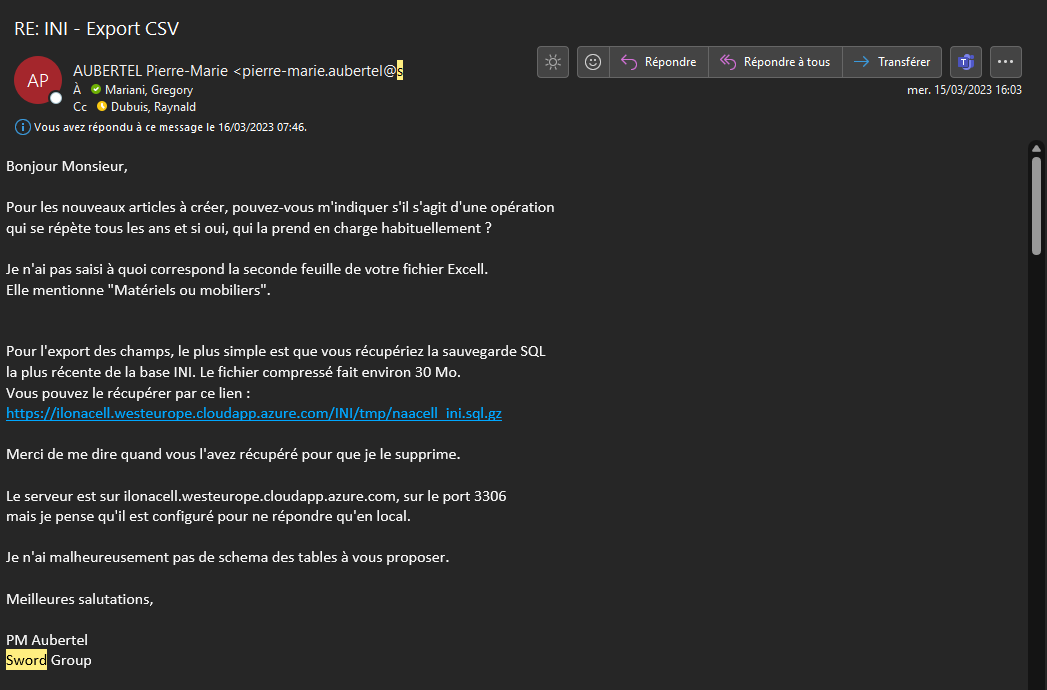 RE: INI - Export CSV
AP
AUBERTEL Pierre-Marie <pierre-marie.aubertel@s
À Mariani, Gregory
Cc Dubuis, Raynald
Répondre
Répondre à tous
Transférer
mer. 15/03/2023 16:03
Vous avez répondu à ce message le 16/03/2023 07:46.
Bonjour Monsieur,
Pour les nouveaux articles à créer, pouvez-vous m'indiquer s'il s'agit d'une opération
qui se répète tous les ans et si oui, qui la prend en charge habituellement ?
Je n'ai pas saisi à quoi correspond la seconde feuille de votre fichier Excell.
Elle mentionne "Matériels ou mobiliers".
Pour l'export des champs, le plus simple est que vous récupériez la sauvegarde SQL
la plus récente de la base INI. Le fichier compressé fait environ 30 Mo.
Vous pouvez le récupérer par ce lien :
https://ilonacell.westeurope.cloudapp.azure.com/INI/tmp/naacell_ini.sql.gz
Merci de me dire quand vous l'avez récupéré pour que je le supprime.
Le serveur est sur ilonacell.westeurope.cloudapp.azure.com, sur le port 3306
mais je pense qu'il est configuré pour ne répondre qu'en local.
Je n'ai malheureusement pas de schema des tables à vous proposer.
Meilleures salutations,
PM Aubertel
Sword Group